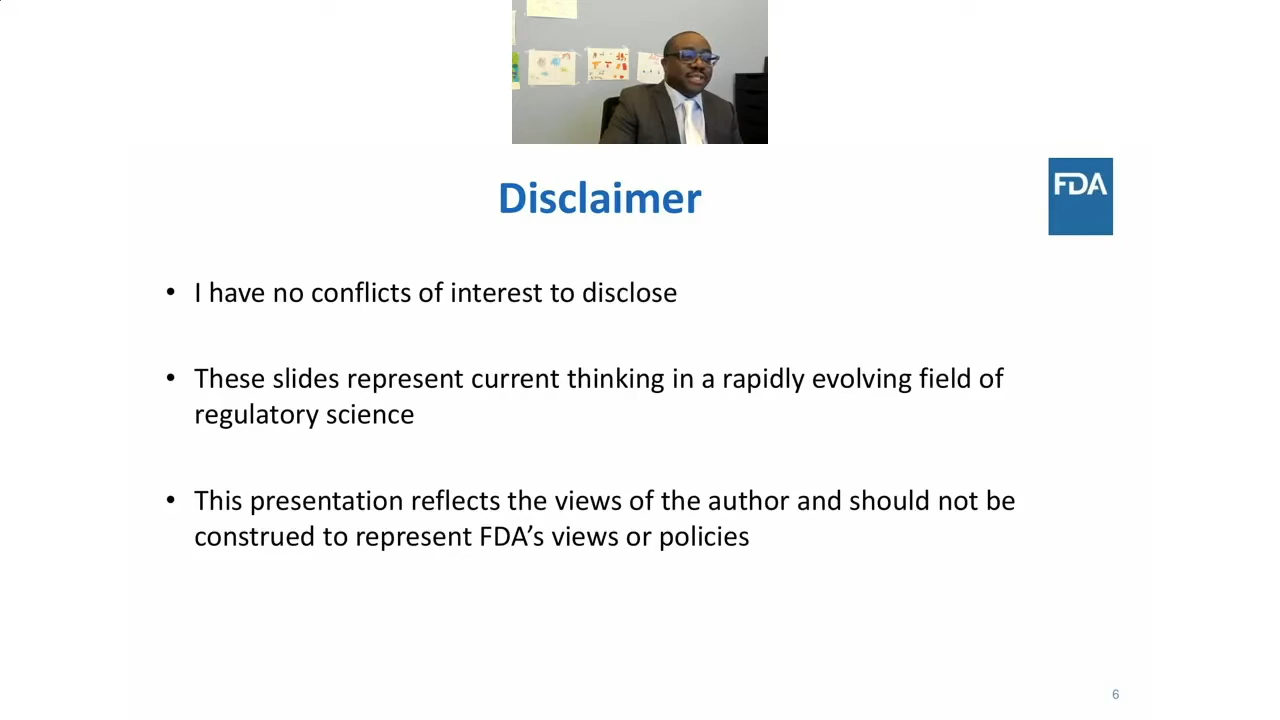 Disclaimer
FDA
• I have no conflicts of interest to disclose
• These slides represent current thinking in a rapidly evolving field of
regulatory science
• This presentation reflects the views of the author and should not be
construed to represent FDA’s views or policies
6